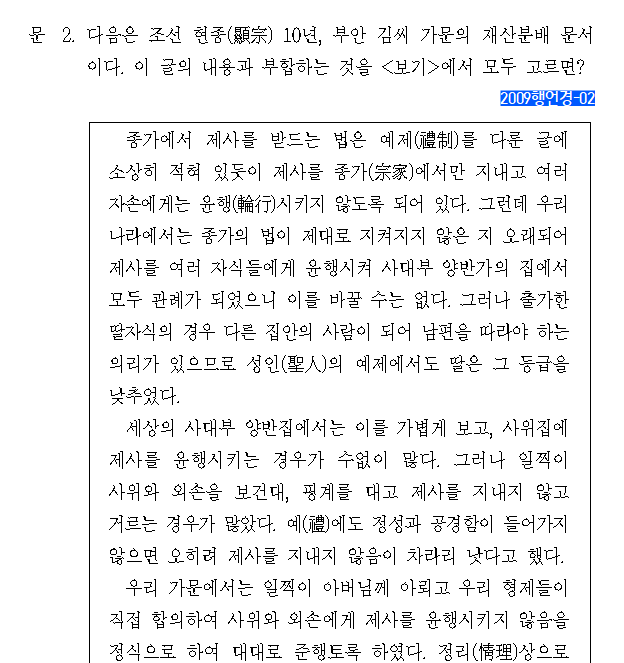 문 2. 다음은 조선 현종(顯宗) 10년, 부안 김씨 가문의 재산분배 문서
이다. 이 글의 내용과 부합하는 것을 <보기>에서 모두 고르면?
2009행언경-02
종가에서 제사를 받드는 법은 예제(禮制)를 다룬 글에
소상히 적혀 있듯이 제사를 종가(宗家)에서만 지내고 여러
자손에게는 윤행(輪行)시키지 않도록 되어 있다. 그런데 우리
나라에서는 종가의 법이 제대로 지켜지지 않은 지 오래되어
제사를 여러 자식들에게 윤행시켜 사대부 양반가의 집에서
모두 관례가 되었으니 이를 바꿀 수는 없다. 그러나 출가한
딸자식의 경우 다른 집안의 사람이 되어 남편을 따라야 하는
의리가 있으므로 성인(聖人)의 예제에서도 딸은 그 등급을
낮추었다.
세상의 사대부 양반집에서는 이를 가볍게 보고, 사위집에
제사를 윤행시키는 경우가 수없이 많다. 그러나 일찍이
사위와 외손을 보건대, 핑계를 대고 제사를 지내지 않고
거르는 경우가 많았다. 예(禮)에도 정성과 공경함이 들어가지
않으면 오히려 제사를 지내지 않음이 차라리 낫다고 했다.
우리 가문에서는 일찍이 아버님께 아뢰고 우리 형제들이
직접 합의하여 사위와 외손에게 제사를 윤행시키지 않음을
정식으로 하여 대대로 준행토록 하였다. 정리(情理)상으로